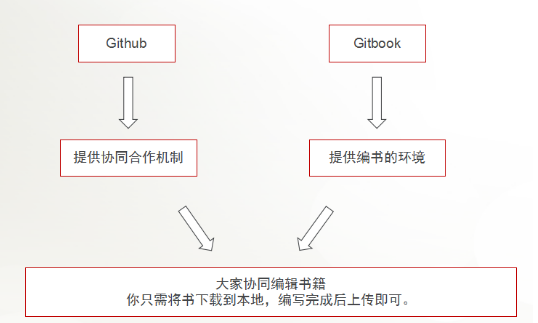 Github
Gitbook
提供协同合作机制
提供编书的环境
大家协同编辑书籍
你只需将书下载到本地，编写完成后上传即可。